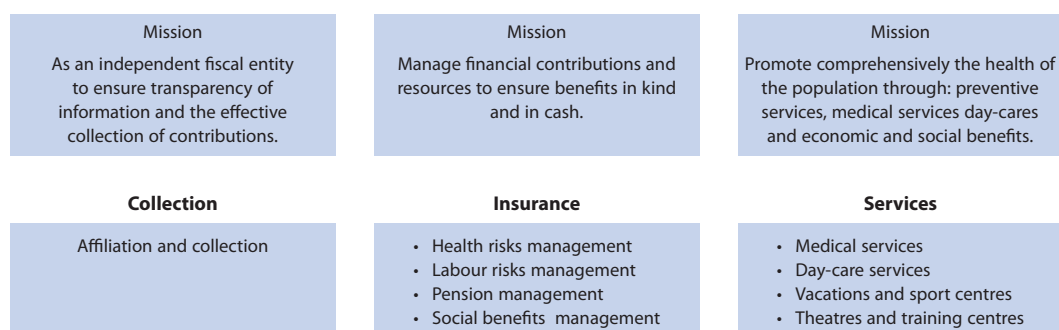 Mission
As an independent fiscal entity
to ensure transparency of
information and the effective
collection of contributions.
Mission
Manage financial contributions and
resources to ensure benefits in kind
and in cash.
Mission
Promote comprehensively the health of
the population through: preventive
services, medical services day-cares
and economic and social benefits.
Collection
Affiliation and collection
Insurance
• Health risks management
• Labour risks management
• Pension management
• Social benefits management
Services
• Medical services
• Day-care services
• Vacations and sport centres
• Theatres and training centres